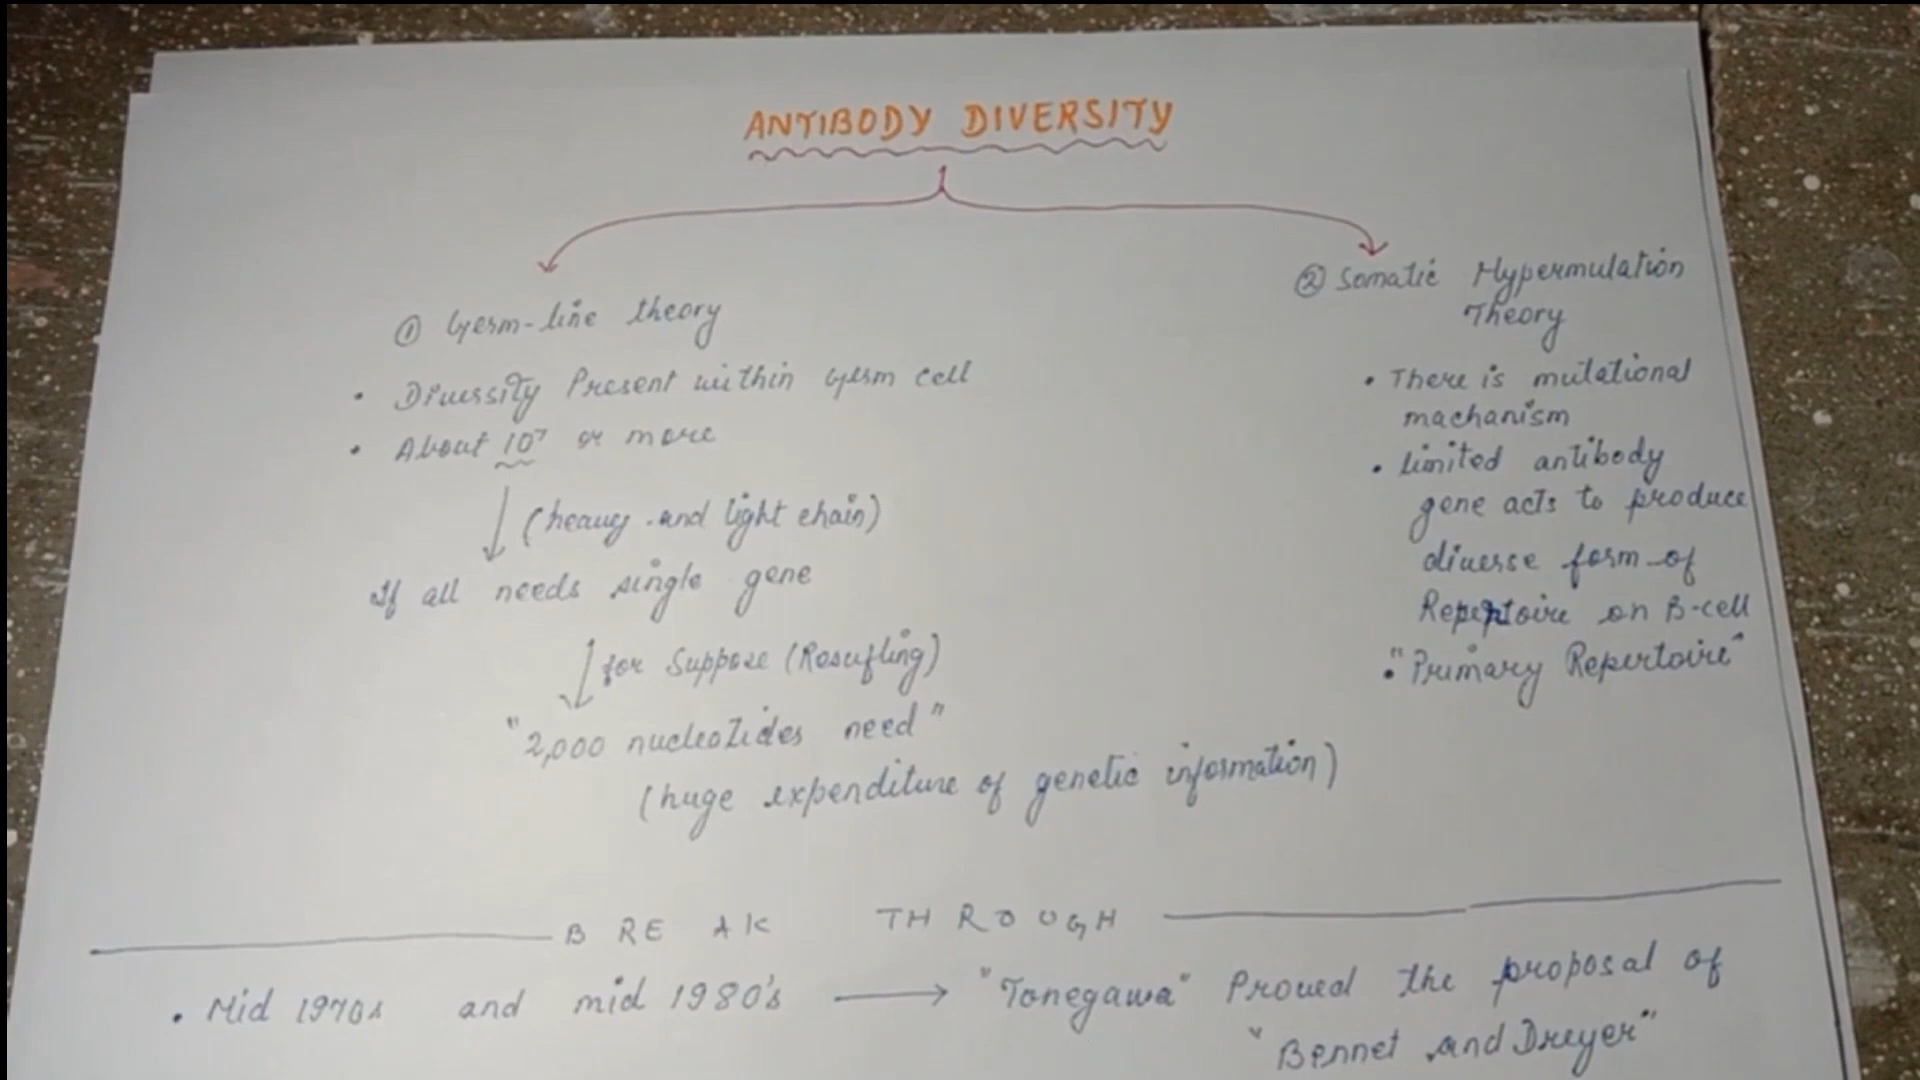 ANTIBODY DIVERSITY
① Germ-line theory
• Diversity Present within germ cell
• About 10⁷ or more
(heavy and light chain)
If all needs single gene
for Suppose (Rosufling)
"2,000 nucleotides need"
(huge expenditure of genetic information)
② Somatic Hypermulation
Theory
• There is mutational
machanism
• limited antibody
gene acts to produce
diverse form of
Repertoire on B-cell
• "Primary Repertoire"
BREAK THROUGH
• Mid 1970s and mid 1980's → "Tonegawa" Proved the proposal of
"Bennet and Dreyer"